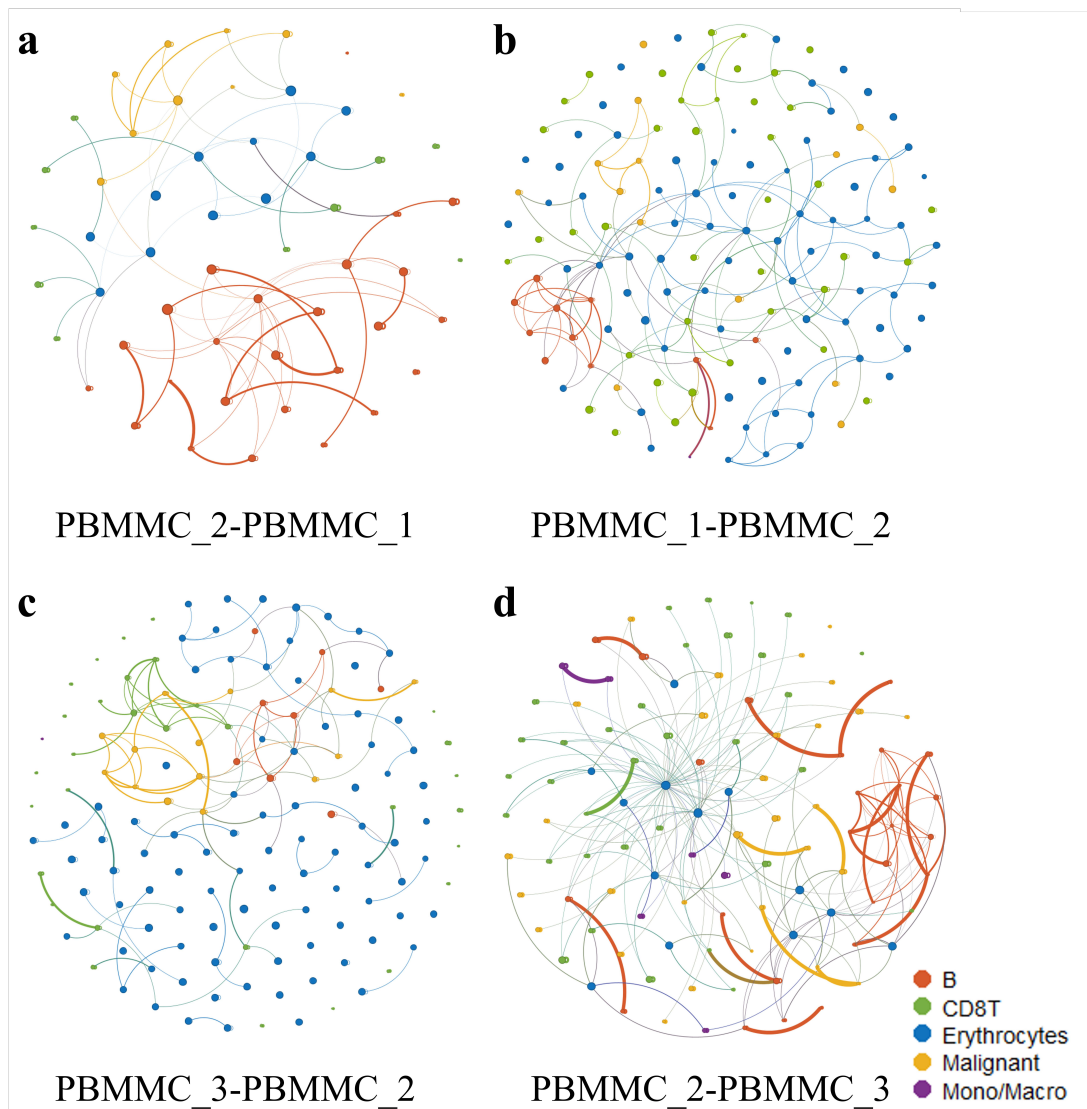 a
b
PBMMC_2-PBMMC_1
PBMMC_1-PBMMC_2
c
d
B
CD8T
Erythrocytes
Malignant
Mono/Macro
PBMMC_3-PBMMC_2
PBMMC_2-PBMMC_3